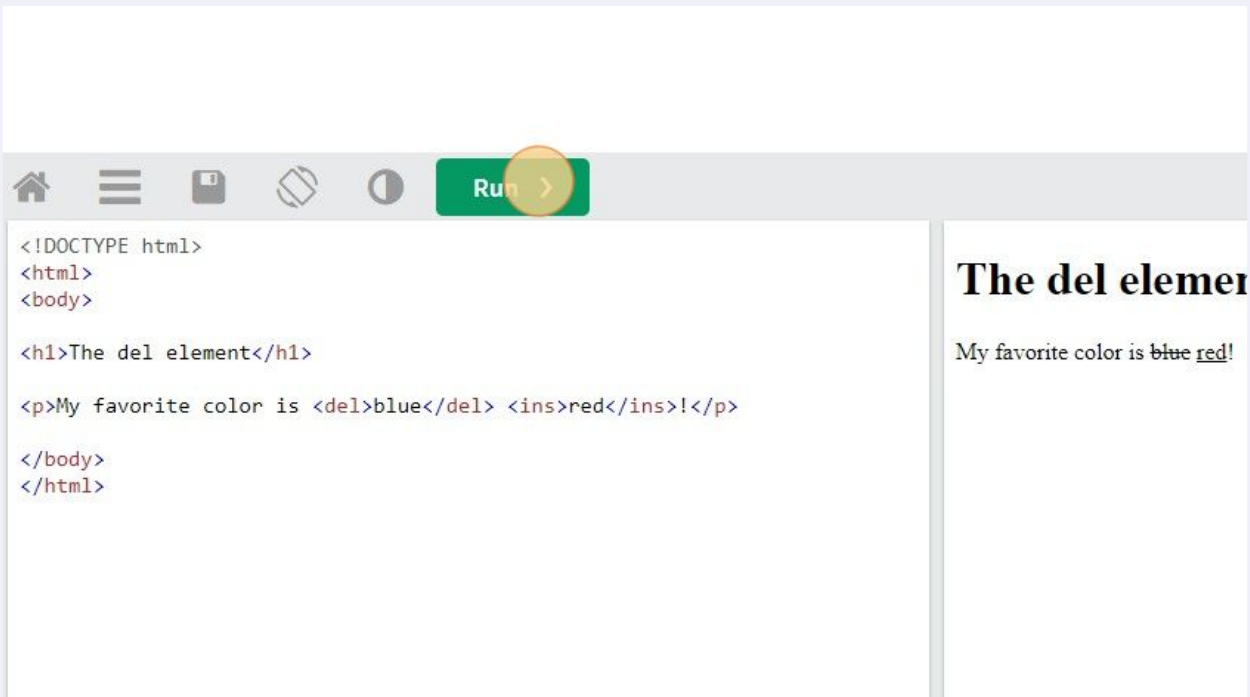 Run ❯
<!DOCTYPE html>
<html>
<body>
<h1>The del element</h1>
<p>My favorite color is <del>blue</del> <ins>red</ins>!</p>
</body>
</html>
The del elemen
My favorite color is blue red!